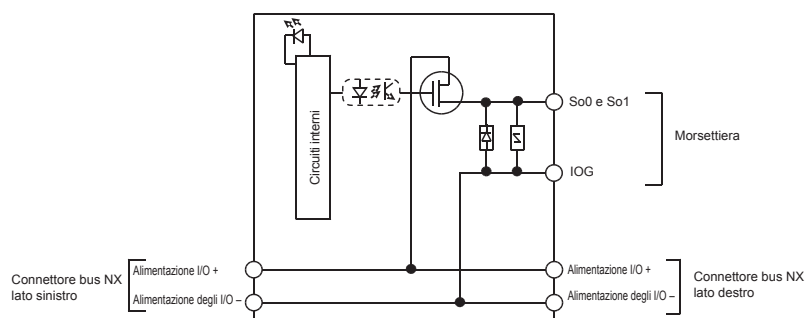 Circuiti interni
So0 e So1
Morsettiera
IOG
Connettore bus NX
lato sinistro
Alimentazione I/O +
Alimentazione degli I/O –
Alimentazione I/O +
Alimentazione degli I/O –
Connettore bus NX
lato destro